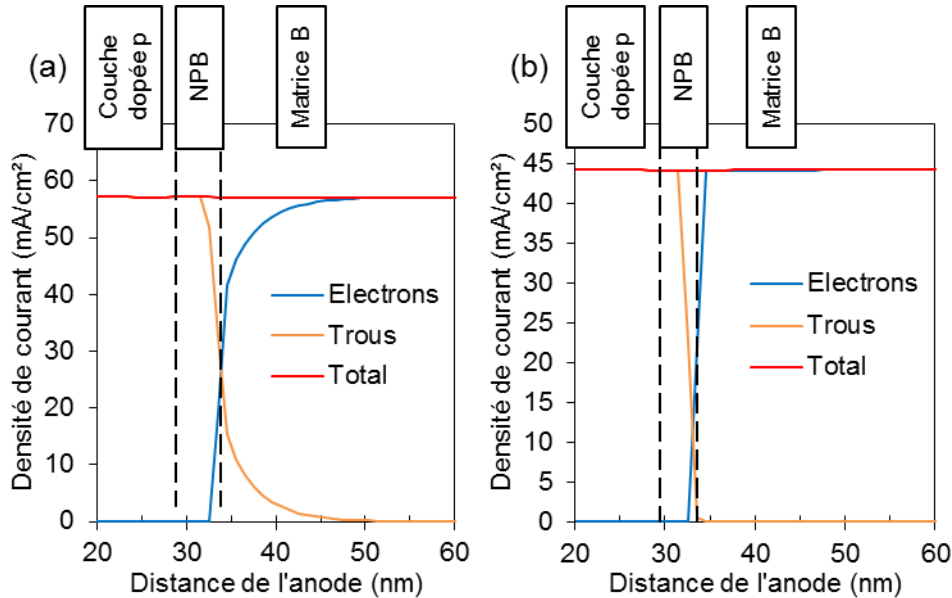 (a)
Couche
dopée p
NPB
Matrice B
Densité de courant (mA/cm²)
70
60
50
40
30
20
10
0
20 30 40 50 60
Distance de l'anode (nm)
Electrons
Trous
Total
(b)
Couche
dopée p
NPB
Matrice B
Densité de courant (mA/cm²)
50
45
40
35
30
25
20
15
10
5
0
20 30 40 50 60
Distance de l'anode (nm)
Electrons
Trous
Total